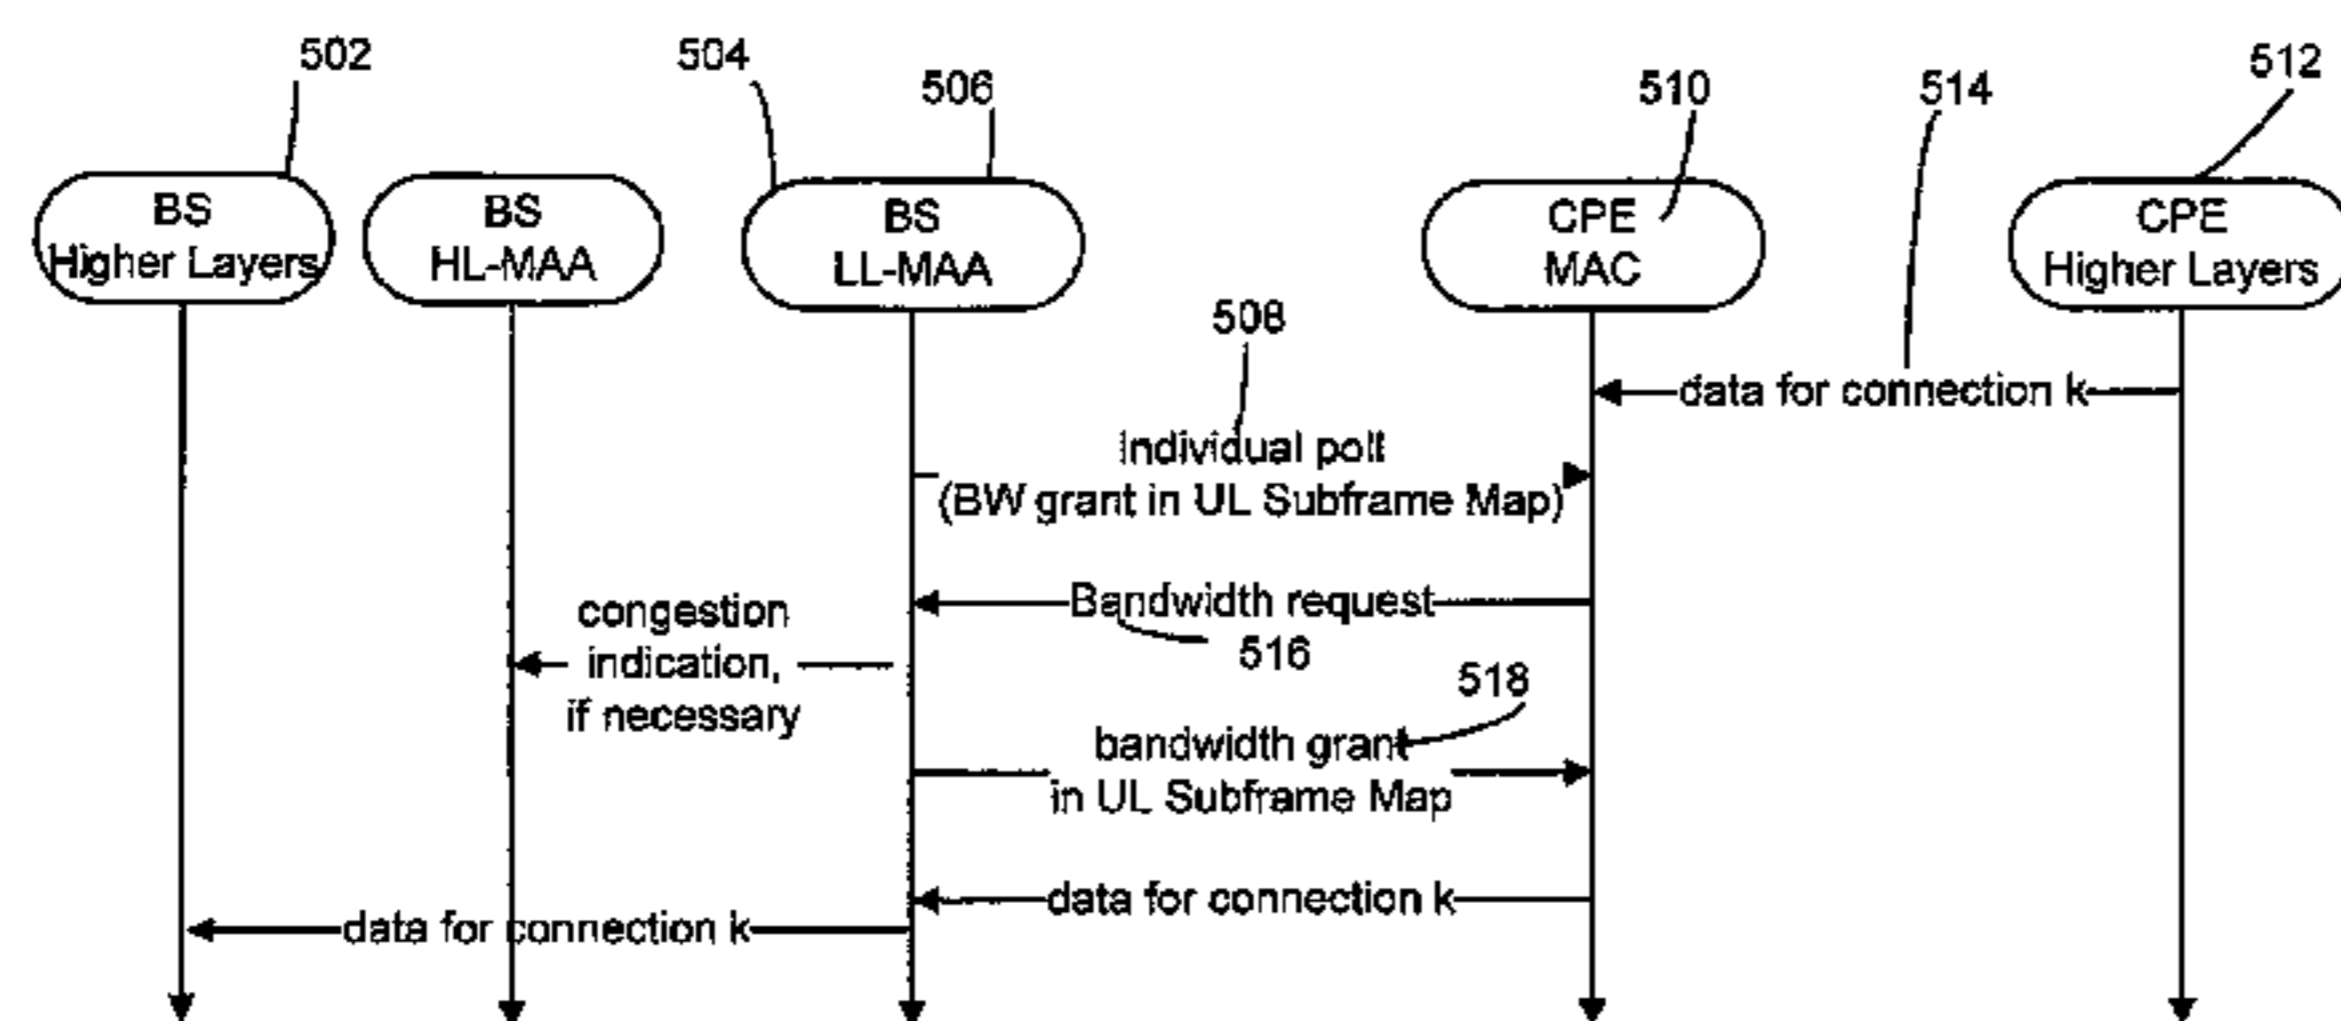 502
504
506
510
514
512
BS
Higher Layers
BS
HL-MAA
BS
LL-MAA
CPE
MAC
CPE
Higher Layers
508
data for connection k
Individual poll
(BW grant in UL Subframe Map)
Bandwidth request
516
congestion
indication,
if necessary
518
bandwidth grant
in UL Subframe Map
data for connection k
data for connection k